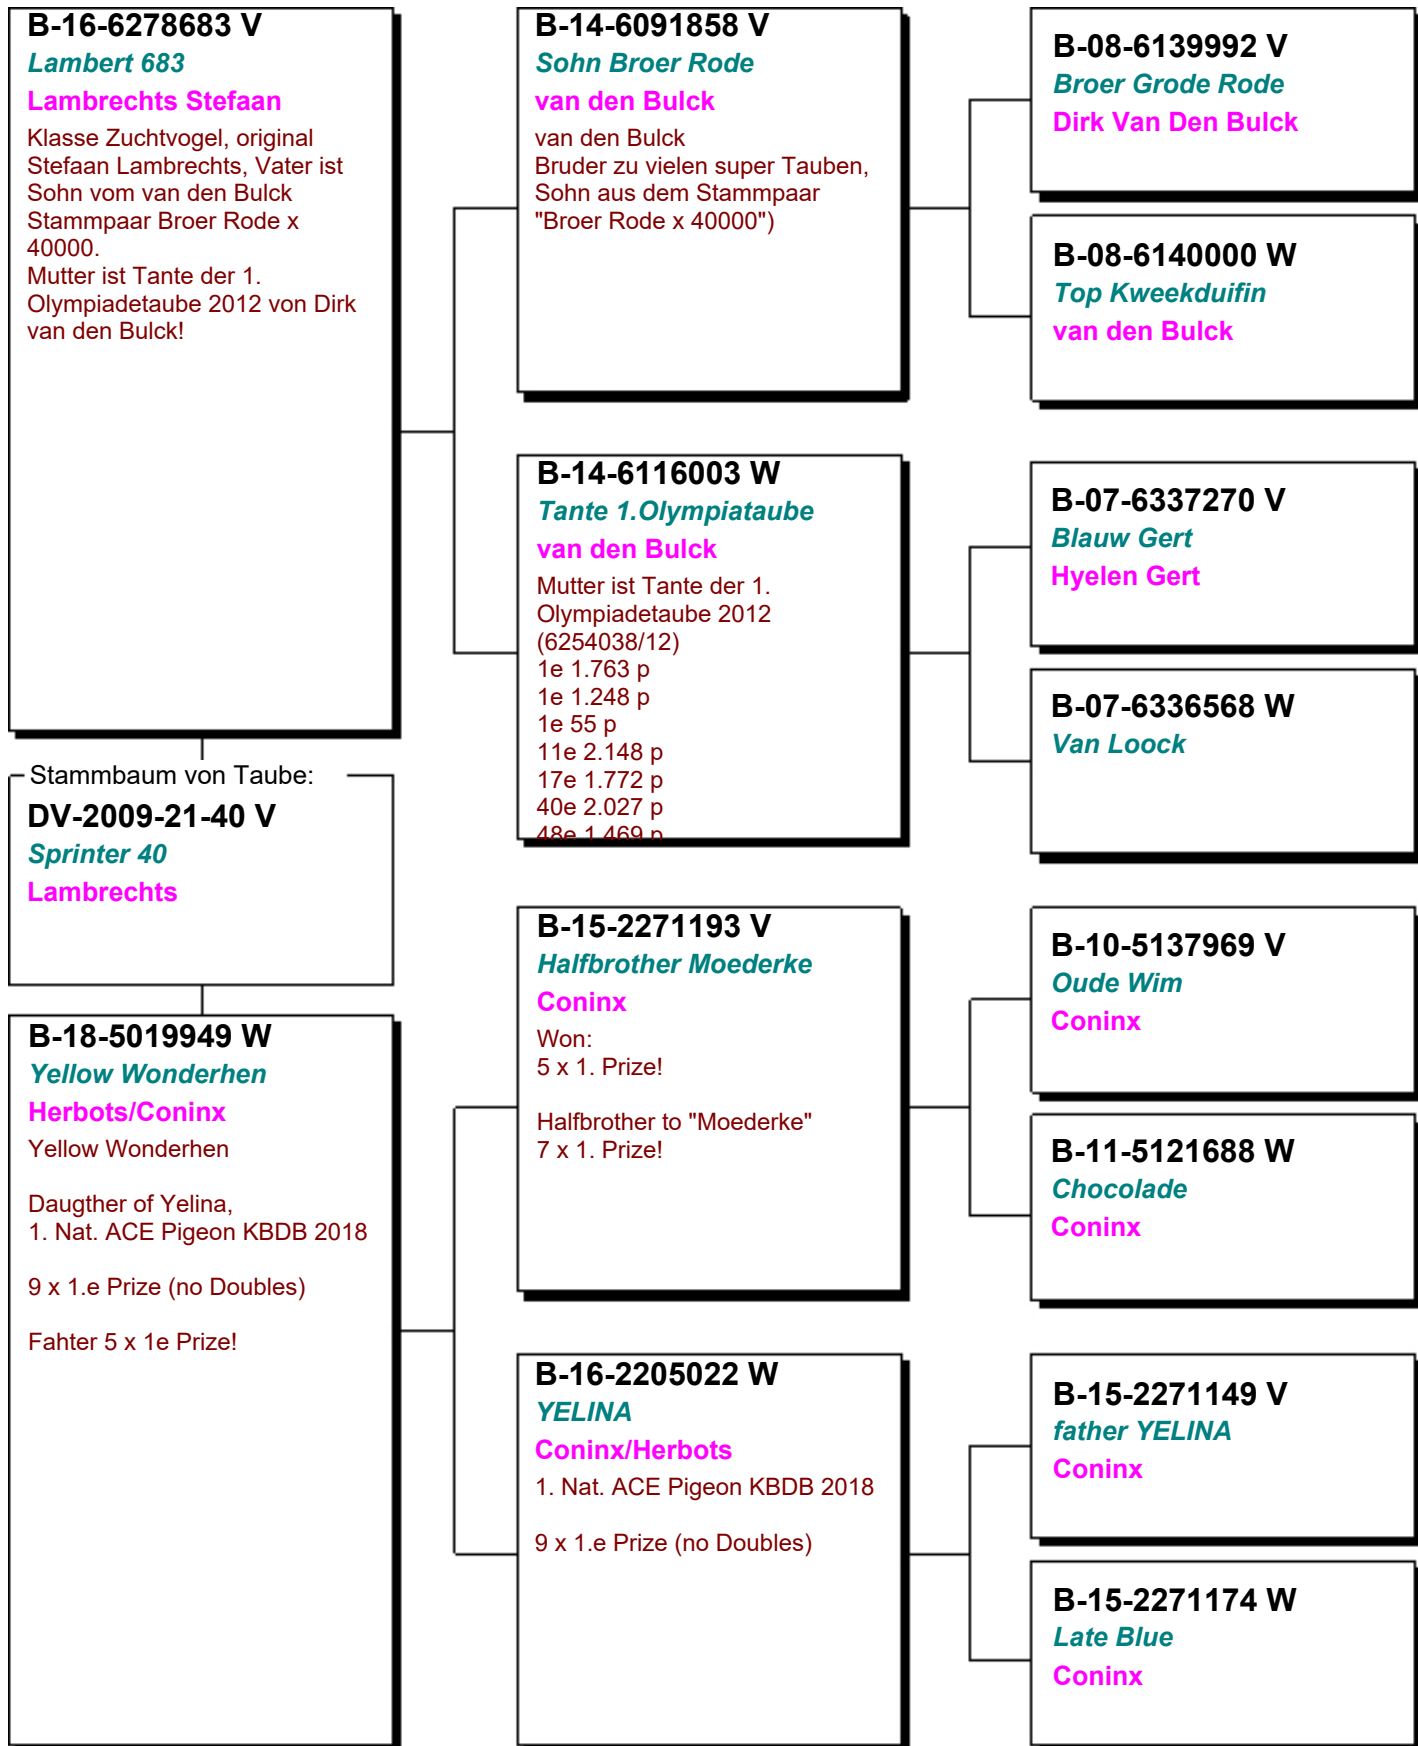 B-16-6278683 V
Lambert 683
Lambrechts Stefaan
Klasse Zuchtvogel, original
Stefaan Lambrechts, Vater ist
Sohn vom van den Bulck
Stammpaar Broer Rode x
40000.
Mutter ist Tante der 1.
Olympiadetaube 2012 von Dirk
van den Bulck!
Stammbaum von Taube:
DV-2009-21-40 V
Sprinter 40
Lambrechts
B-18-5019949 W
Yellow Wonderhen
Herbots/Coninx
Yellow Wonderhen
Daugther of Yelina,
1. Nat. ACE Pigeon KBDB 2018
9 x 1.e Prize (no Doubles)
Fahter 5 x 1e Prize!
B-14-6091858 V
Sohn Broer Rode
van den Bulck
van den Bulck
Bruder zu vielen super Tauben,
Sohn aus dem Stammpaar
"Broer Rode x 40000")
B-14-6116003 W
Tante 1.Olympiataube
van den Bulck
Mutter ist Tante der 1.
Olympiadetaube 2012
(6254038/12)
1e 1.763 p
1e 1.248 p
1e 55 p
11e 2.148 p
17e 1.772 p
40e 2.027 p
48e 1.469 p
B-15-2271193 V
Halfbrother Moederke
Coninx
Won:
5 x 1. Prize!
Halfbrother to "Moederke"
7 x 1. Prize!
B-16-2205022 W
YELINA
Coninx/Herbots
1. Nat. ACE Pigeon KBDB 2018
9 x 1.e Prize (no Doubles)
B-08-6139992 V
Broer Grode Rode
Dirk Van Den Bulck
B-08-6140000 W
Top Kweekduifin
van den Bulck
B-07-6337270 V
Blauw Gert
Hyelen Gert
B-07-6336568 W
Van Loock
B-10-5137969 V
Oude Wim
Coninx
B-11-5121688 W
Chocolade
Coninx
B-15-2271149 V
father YELINA
Coninx
B-15-2271174 W
Late Blue
Coninx